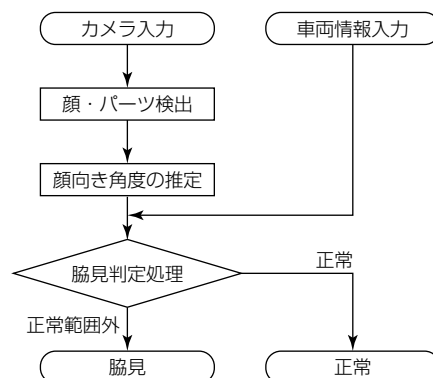 カメラ入力
車両情報入力
顔・パーツ検出
顔向き角度の推定
脇見判定処理
正常
正常範囲外
脇見
正常